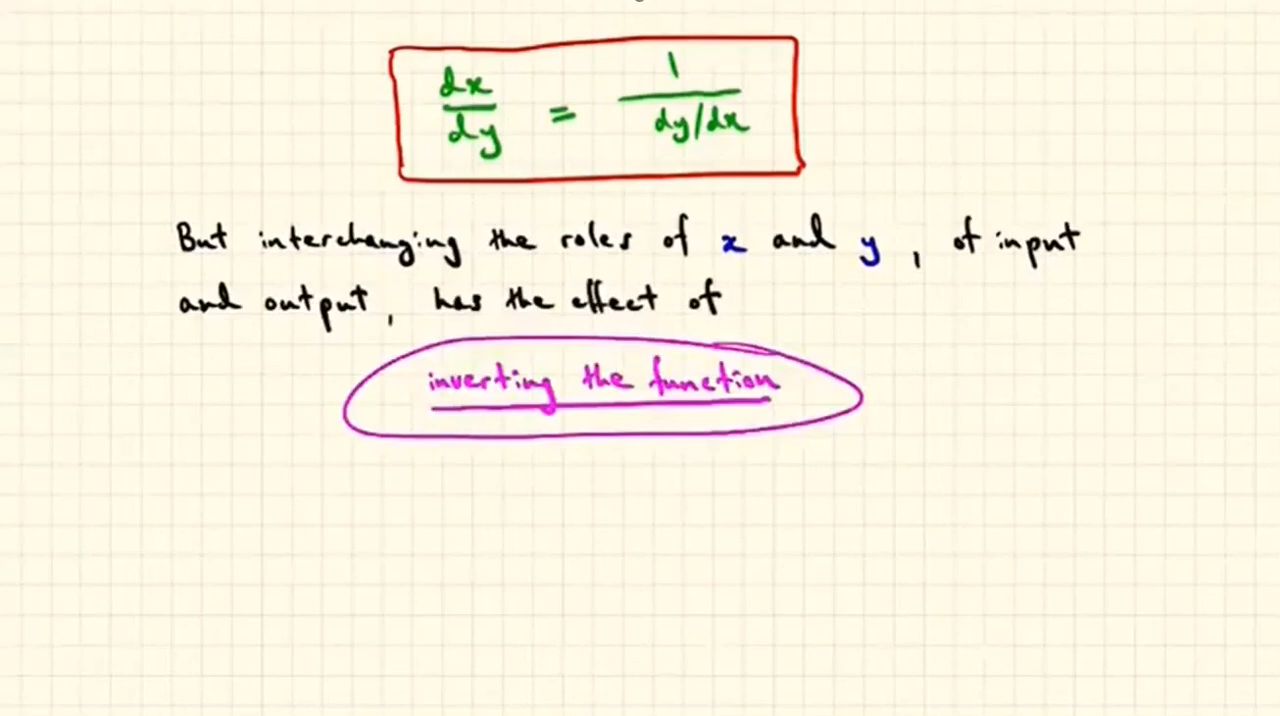 dx/dy = 1/(dy/dx)
But interchanging the roles of x and y, of input
and output, has the effect of
inverting the function